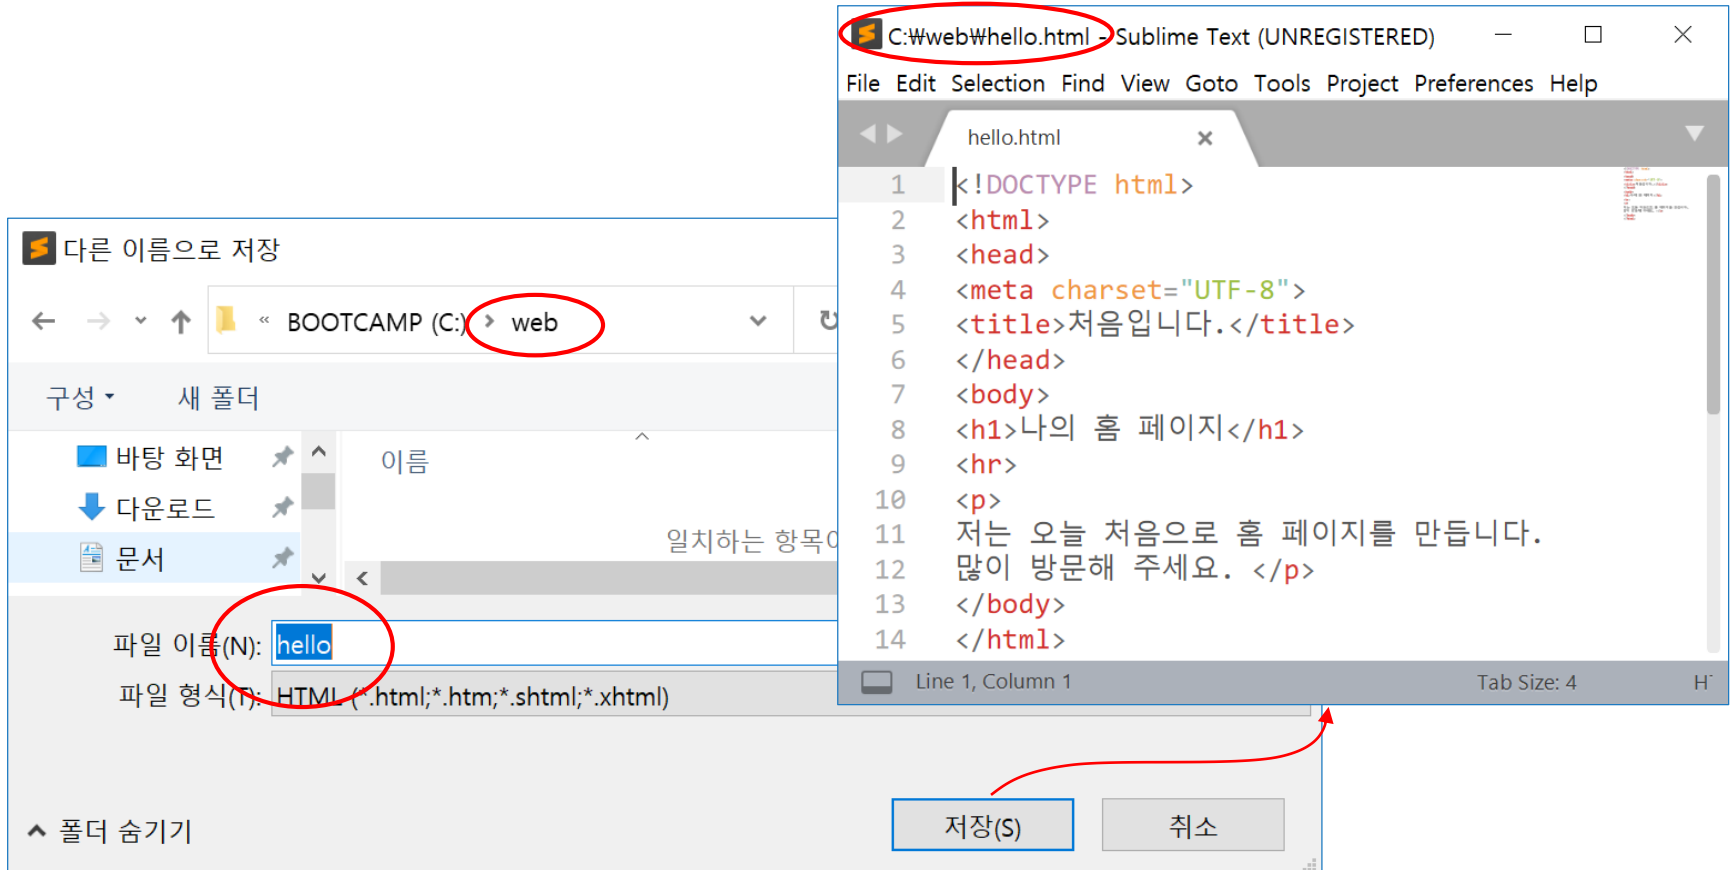 C:₩web₩hello.html - Sublime Text (UNREGISTERED)
File Edit Selection Find View Goto Tools Project Preferences Help
hello.html
1 <!DOCTYPE html>
2 <html>
3 <head>
4 <meta charset="UTF-8">
5 <title>처음입니다.</title>
6 </head>
7 <body>
8 <h1>나의 홈 페이지</h1>
9 <hr>
10 <p>
11 저는 오늘 처음으로 홈 페이지를 만듭니다.
12 많이 방문해 주세요. </p>
13 </body>
14 </html>
Line 1, Column 1 Tab Size: 4
다른 이름으로 저장
« BOOTCAMP (C:) > web
구성 새 폴더
바탕 화면
다운로드
문서
이름
일치하는
파일 이름(N): hello
파일 형식(T): HTML (*.html;*.htm;*.shtml;*.xhtml)
폴더 숨기기
저장(S) 취소